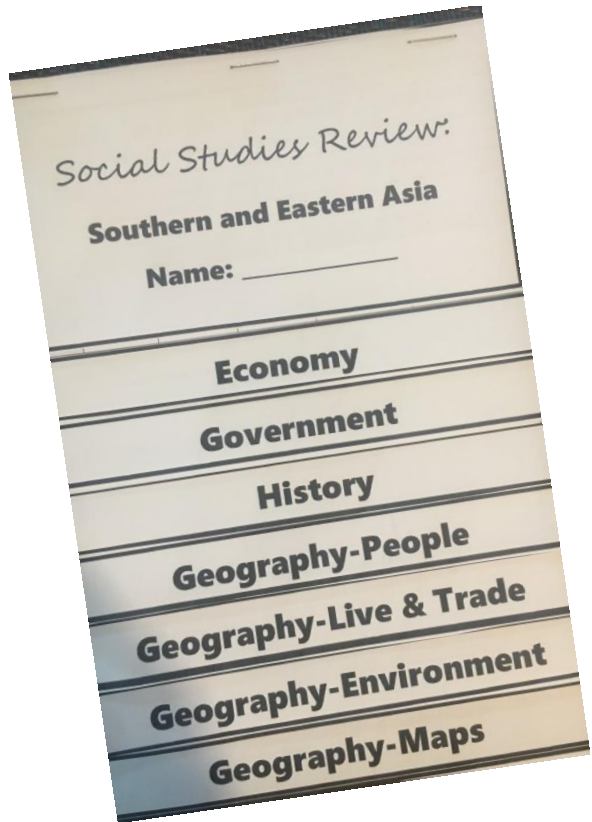 Social Studies Review:
Southern and Eastern Asia
Name: ____________
Economy
Government
History
Geography-People
Geography-Live & Trade
Geography-Environment
Geography-Maps